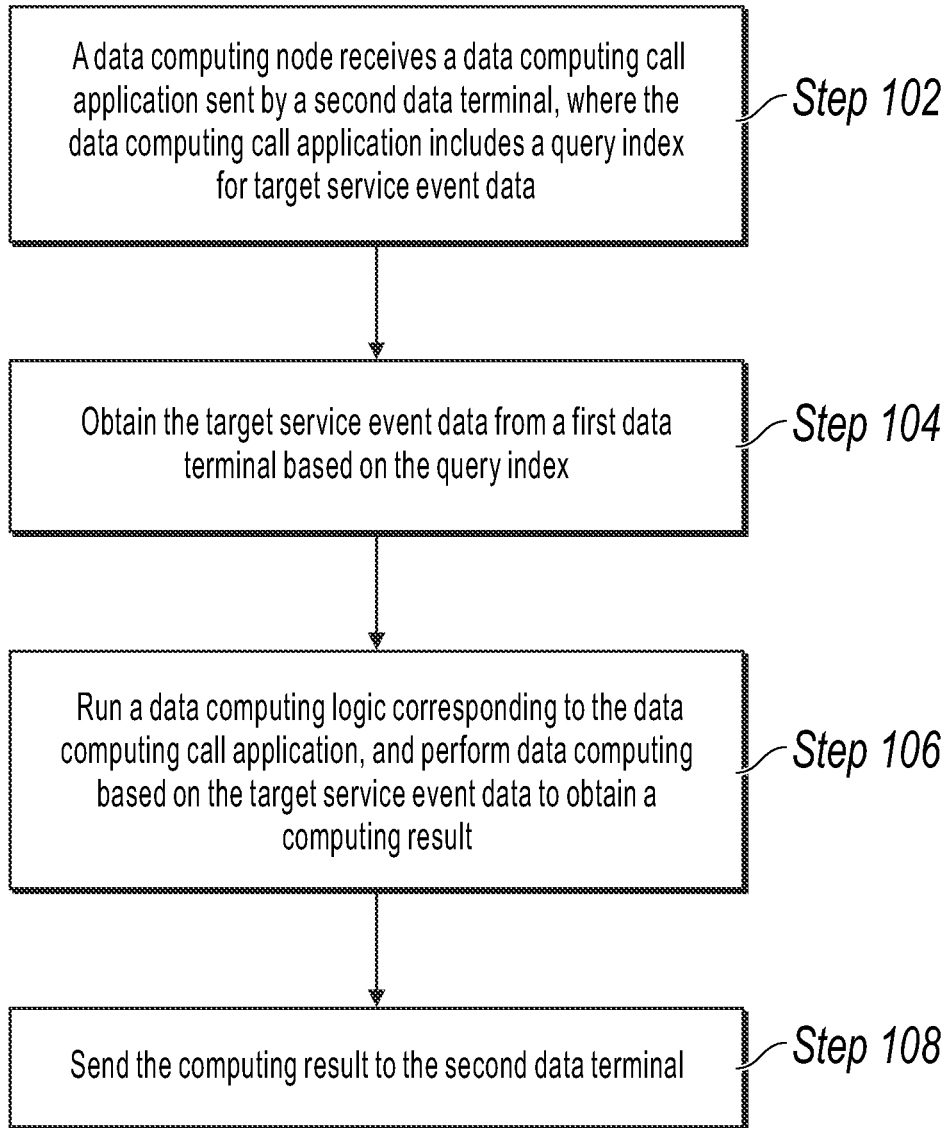 A data computing node receives a data computing call
application sent by a second data terminal, where the
data computing call application includes a query index
for target service event data
Step 102
Obtain the target service event data from a first data
terminal based on the query index
Step 104
Run a data computing logic corresponding to the data
computing call application, and perform data computing
based on the target service event data to obtain a
computing result
Step 106
Send the computing result to the second data terminal
Step 108